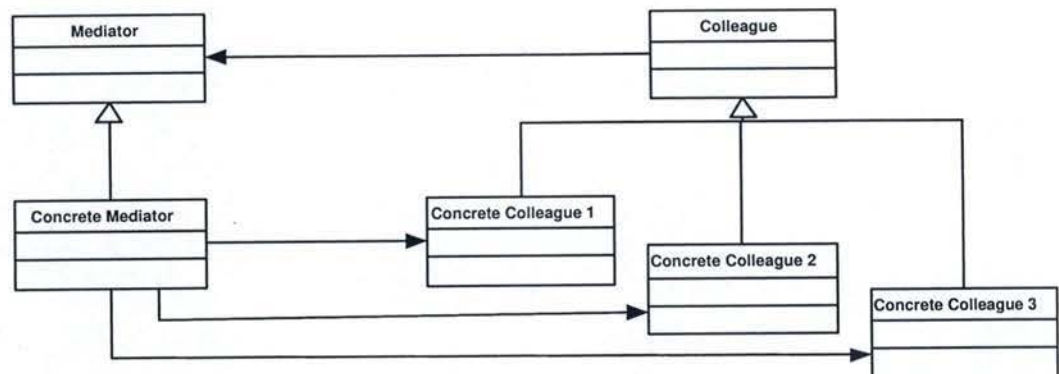 Mediator
Colleague
Concrete Mediator
Concrete Colleague 1
Concrete Colleague 2
Concrete Colleague 3